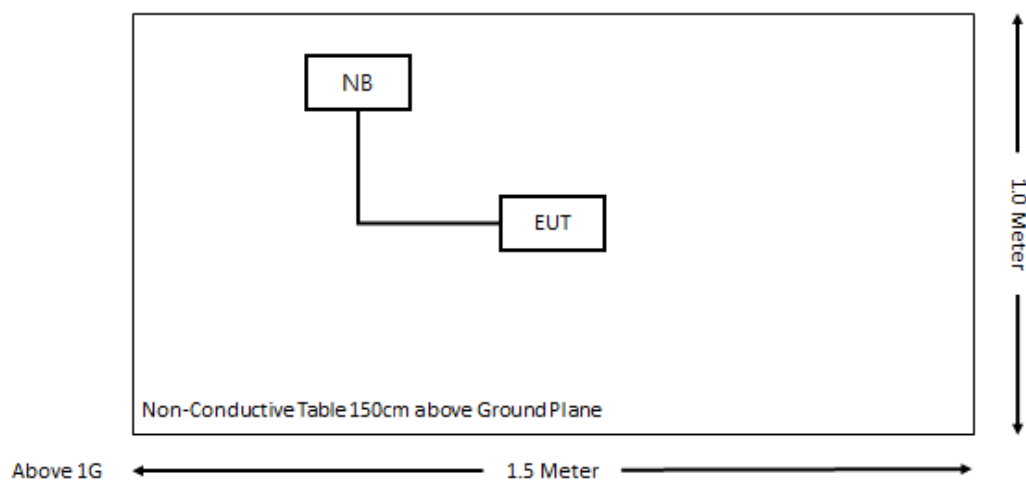 NB
EUT
1.0 Meter
Non-Conductive Table 150cm above Ground Plane
Above 1G
1.5 Meter